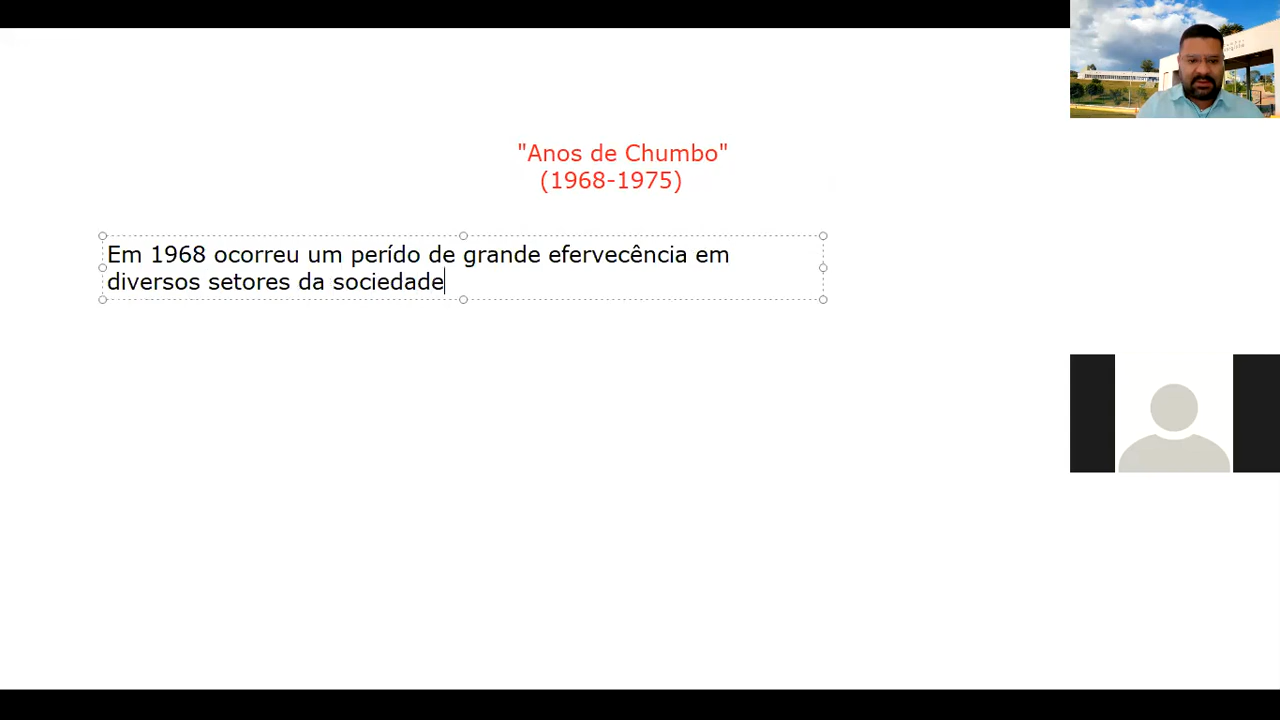 "Anos de Chumbo"
(1968-1975)
Em 1968 ocorreu um perído de grande efervecência em
diversos setores da sociedade